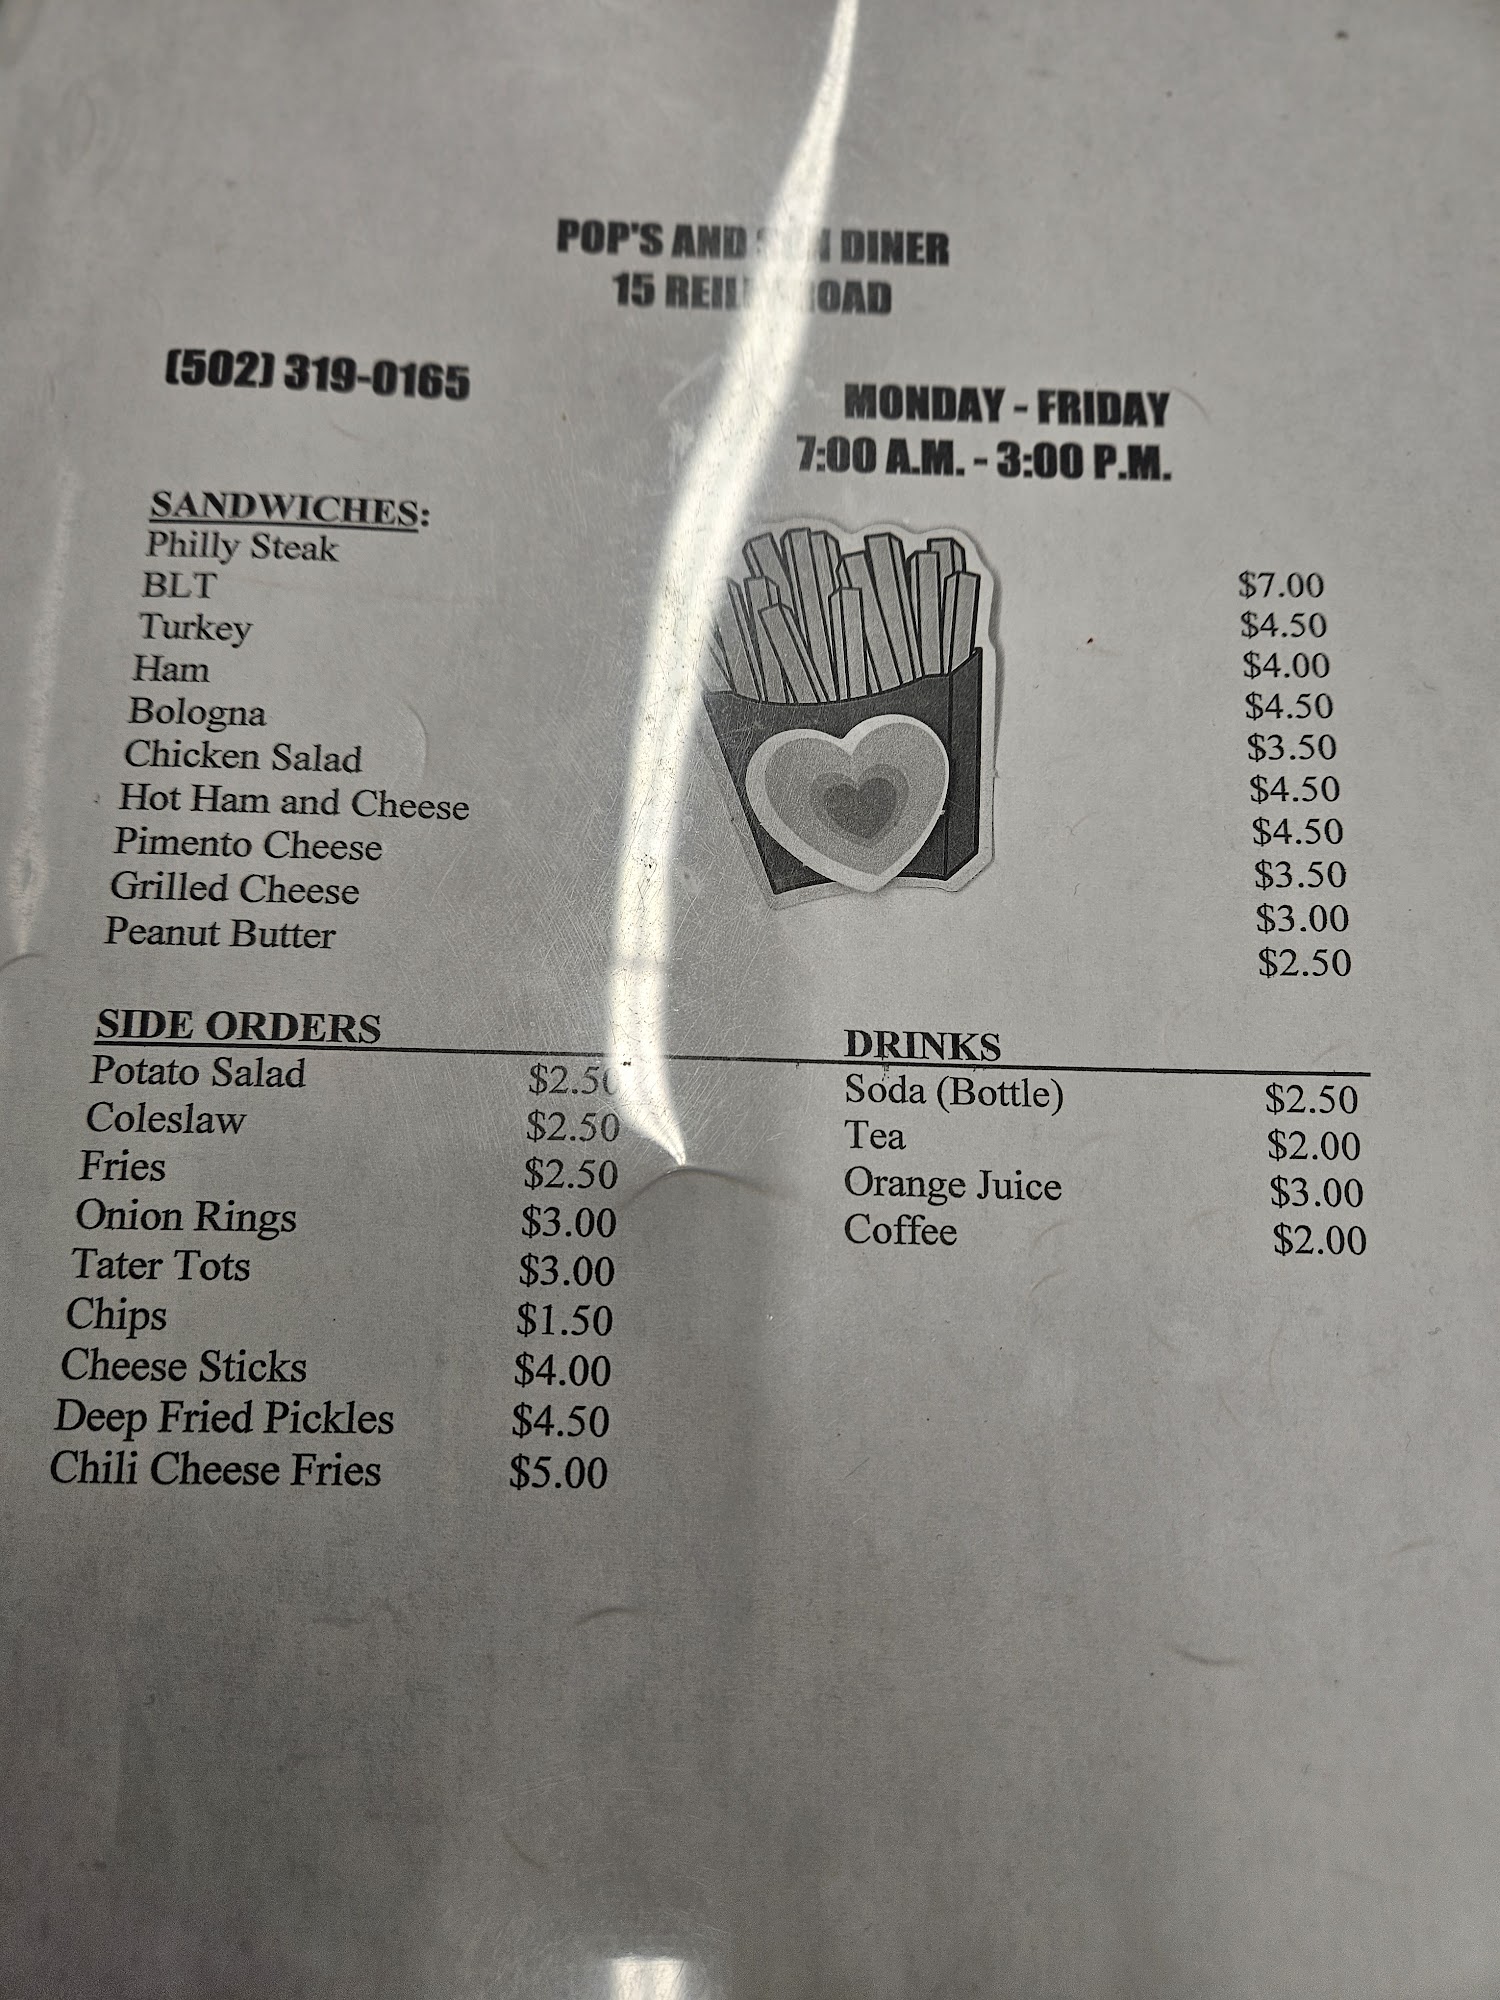 POP'S AND SON DINER
15 REILLY ROAD
(502) 319-0165
MONDAY - FRIDAY
7:00 A.M. - 3:00 P.M.
SANDWICHES:
Philly Steak $7.00
BLT $4.50
Turkey $4.00
Ham $4.50
Bologna $3.50
Chicken Salad $4.50
Hot Ham and Cheese $4.50
Pimento Cheese $3.50
Grilled Cheese $3.00
Peanut Butter $2.50
SIDE ORDERS
Potato Salad $2.50
Coleslaw $2.50
Fries $2.50
Onion Rings $3.00
Tater Tots $3.00
Chips $1.50
Cheese Sticks $4.00
Deep Fried Pickles $4.50
Chili Cheese Fries $5.00
DRINKS
Soda (Bottle) $2.50
Tea $2.00
Orange Juice $3.00
Coffee $2.00